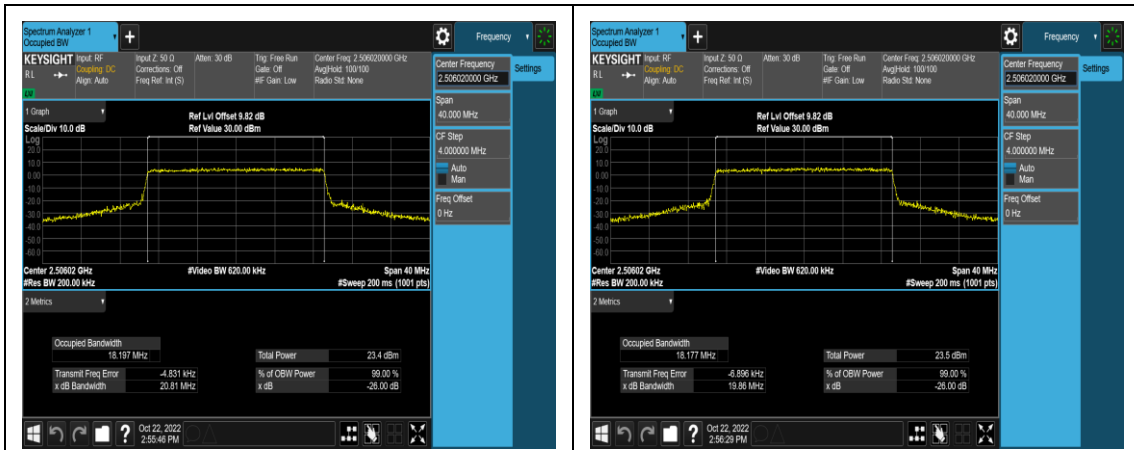 Spectrum Analyzer 1
Occupied BW
+
Frequency
KEYSIGHT
RL
Input: RF
Coupling: DC
Align: Auto
Input Z: 50 Ω
Corrections: Off
Freq Ref: Int (S)
Atten: 30 dB
Trig: Free Run
Gate: Off
#IF Gain: Low
Center Freq: 2.506020000 GHz
Avg|Hold: 100/100
Radio Std: None
Center Frequency
2.506020000 GHz
Settings
Span
40.000 MHz
CF Step
4.000000 MHz
Auto
Man
Freq Offset
0 Hz
1 Graph
Scale/Div 10.0 dB
Ref Lvl Offset 9.82 dB
Ref Value 30.00 dBm
Log
20.0
10.0
0.00
-10.0
-20.0
-30.0
-40.0
-50.0
-60.0
Center 2.50602 GHz
#Video BW 620.00 kHz
Span 40 MHz
#Res BW 200.00 kHz
#Sweep 200 ms (1001 pts)
2 Metrics
Occupied Bandwidth
18.197 MHz
Total Power 23.4 dBm
Transmit Freq Error -4.831 kHz
% of OBW Power 99.00 %
x dB Bandwidth 20.81 MHz
x dB -26.00 dB
?
Oct 22, 2022
2:55:46 PM
Spectrum Analyzer 1
Occupied BW
+
Frequency
KEYSIGHT
RL
Input: RF
Coupling: DC
Align: Auto
Input Z: 50 Ω
Corrections: Off
Freq Ref: Int (S)
Atten: 30 dB
Trig: Free Run
Gate: Off
#IF Gain: Low
Center Freq: 2.506020000 GHz
Avg|Hold: 100/100
Radio Std: None
Center Frequency
2.506020000 GHz
Settings
Span
40.000 MHz
CF Step
4.000000 MHz
Auto
Man
Freq Offset
0 Hz
1 Graph
Scale/Div 10.0 dB
Ref Lvl Offset 9.82 dB
Ref Value 30.00 dBm
Log
20.0
10.0
0.00
-10.0
-20.0
-30.0
-40.0
-50.0
-60.0
Center 2.50602 GHz
#Video BW 620.00 kHz
Span 40 MHz
#Res BW 200.00 kHz
#Sweep 200 ms (1001 pts)
2 Metrics
Occupied Bandwidth
18.177 MHz
Total Power 23.5 dBm
Transmit Freq Error -6.896 kHz
% of OBW Power 99.00 %
x dB Bandwidth 19.86 MHz
x dB -26.00 dB
?
Oct 22, 2022
2:56:29 PM